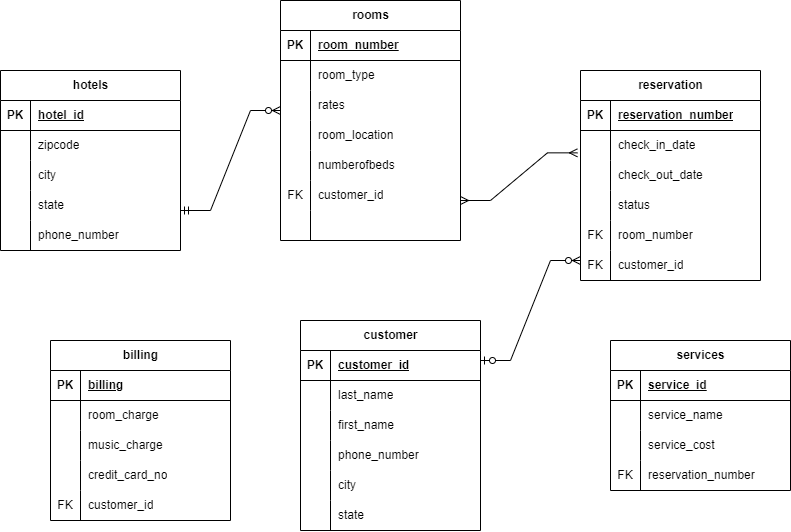 rooms
PK room_number
room_type
rates
room_location
numberofbeds
FK customer_id
hotels
PK hotel_id
zipcode
city
state
phone_number
reservation
PK reservation_number
check_in_date
check_out_date
status
FK room_number
FK customer_id
billing
PK billing
room_charge
music_charge
credit_card_no
FK customer_id
customer
PK customer_id
last_name
first_name
phone_number
city
state
services
PK service_id
service_name
service_cost
FK reservation_number